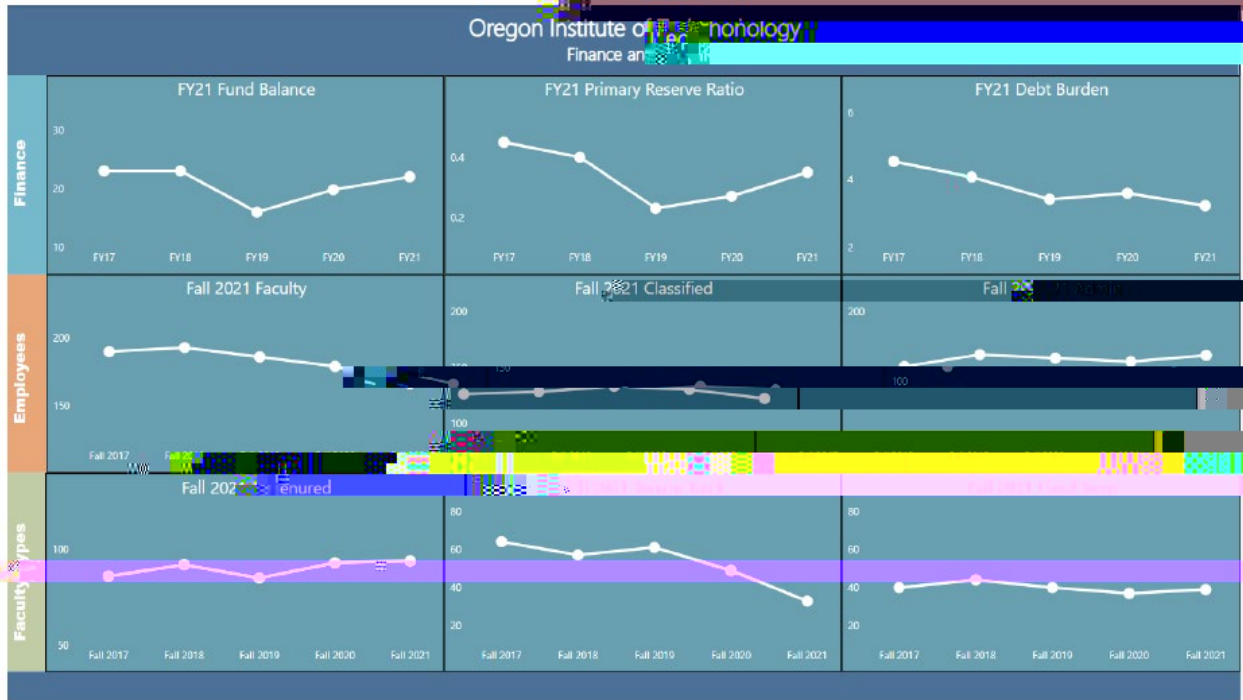 Oregon Institute of
Finance an
Finance
FY21 Fund Balance
30
20
10
FY17 FY18 FY19 FY20 FY21
FY21 Primary Reserve Ratio
0.4
0.2
FY17 FY18 FY19 FY20 FY21
FY21 Debt Burden
6
4
2
FY17 FY18 FY19 FY20 FY21
Employees
Fall 2021 Faculty
200
150
Fall 2017
Fall 2021 Classified
200
150
100
Fall
200
100
Faculty Types
Fall Tenured
100
50
Fall 2017 Fall 2018 Fall 2019 Fall 2020 Fall 2021
80
60
40
20
Fall 2017 Fall 2018 Fall 2019 Fall 2020 Fall 2021
80
60
40
20
Fall 2017 Fall 2018 Fall 2019 Fall 2020 Fall 2021